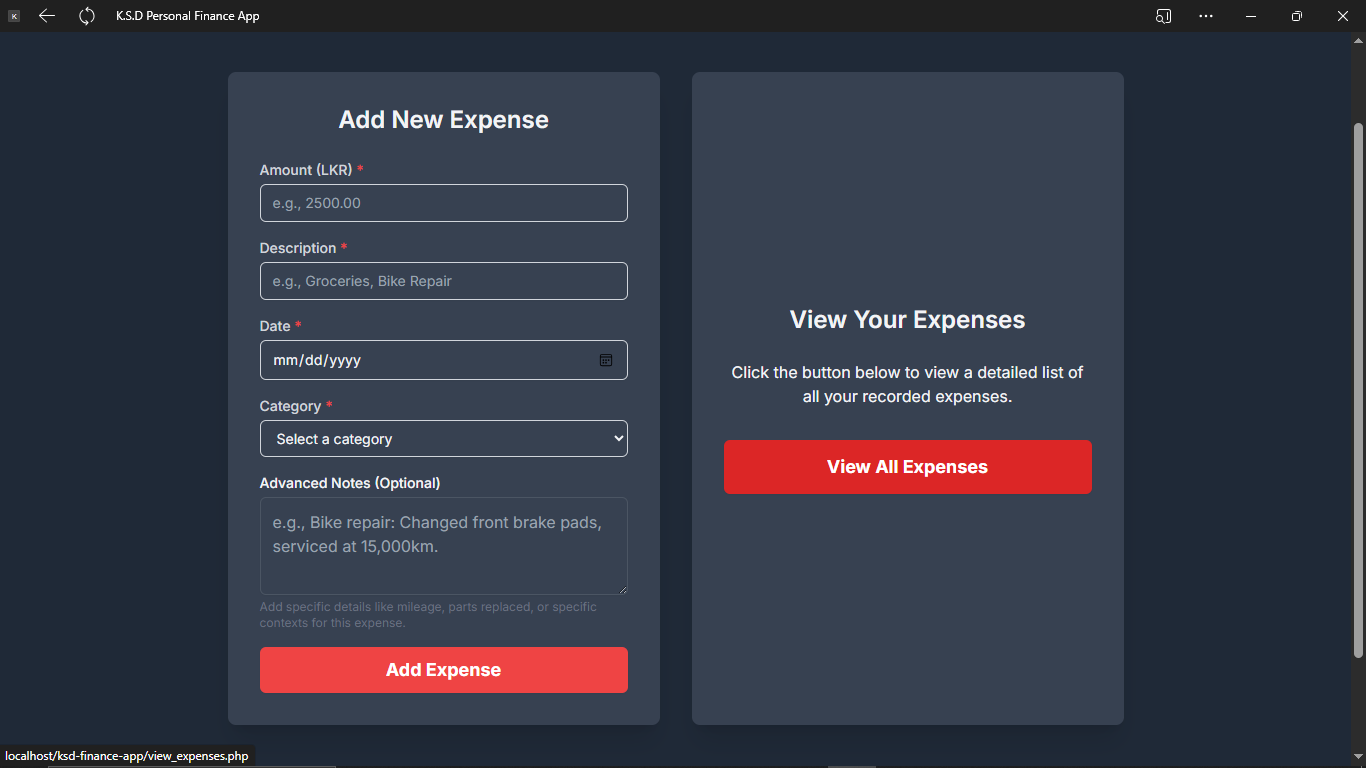 K
K.S.D Personal Finance App
Add New Expense
Amount (LKR) *
e.g., 2500.00
Description *
e.g., Groceries, Bike Repair
Date *
mm/dd/yyyy
Category *
Select a category
Advanced Notes (Optional)
e.g., Bike repair: Changed front brake pads,
serviced at 15,000km.
Add specific details like mileage, parts replaced, or specific
contexts for this expense.
Add Expense
View Your Expenses
Click the button below to view a detailed list of
all your recorded expenses.
View All Expenses
localhost/ksd-finance-app/view_expenses.php